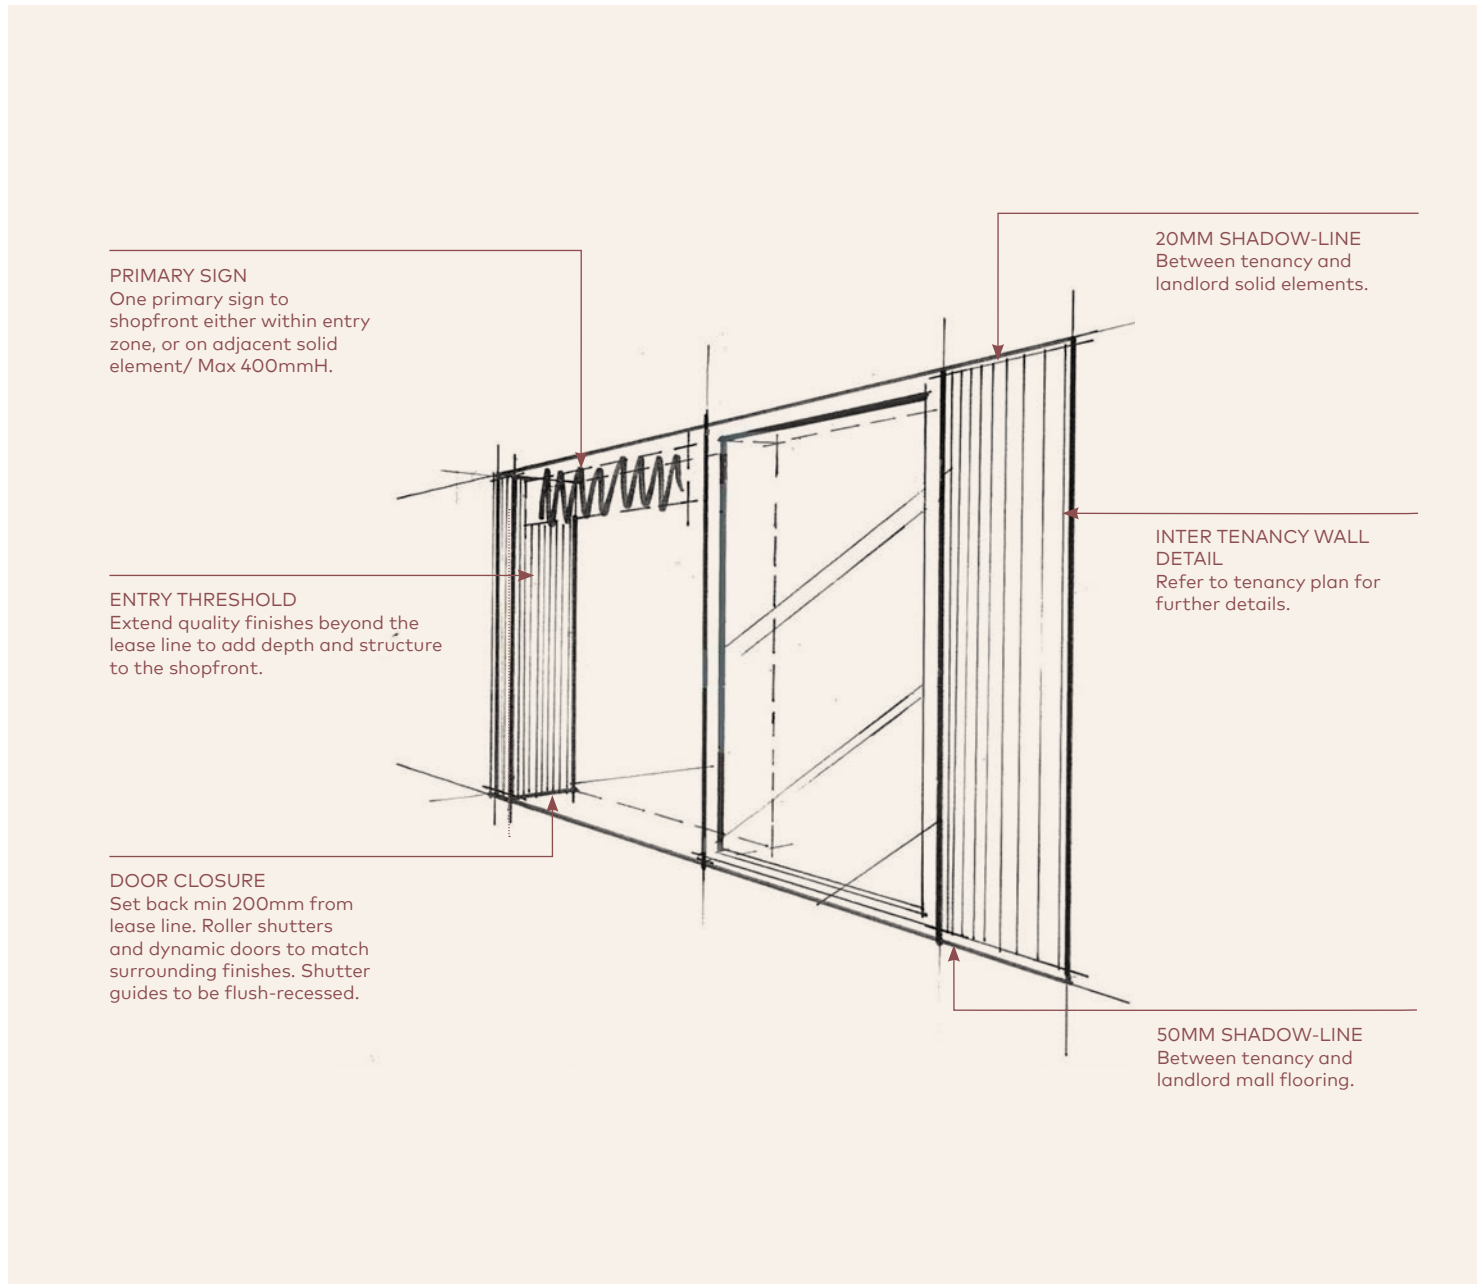 PRIMARY SIGN
One primary sign to
shopfront either within entry
zone, or on adjacent solid
element/ Max 400mmH.
ENTRY THRESHOLD
Extend quality finishes beyond the
lease line to add depth and structure
to the shopfront.
DOOR CLOSURE
Set back min 200mm from
lease line. Roller shutters
and dynamic doors to match
surrounding finishes. Shutter
guides to be flush-recessed.
20MM SHADOW-LINE
Between tenancy and
landlord solid elements.
INTER TENANCY WALL
DETAIL
Refer to tenancy plan for
further details.
50MM SHADOW-LINE
Between tenancy and
landlord mall flooring.